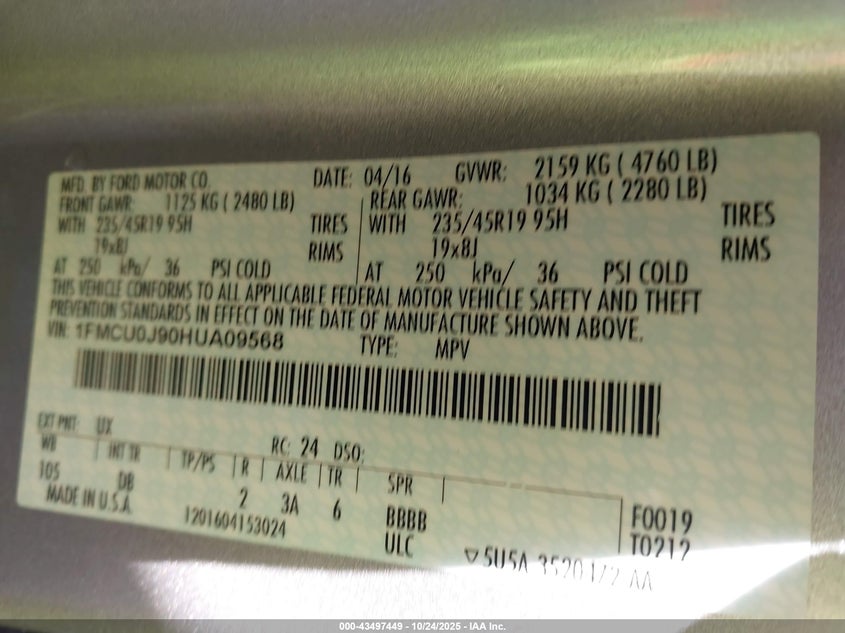 MFD. BY FORD MOTOR CO. DATE: 04/16 GVWR: 2159 KG ( 4760 LB)
FRONT GAWR: 1125 KG ( 2480 LB) REAR GAWR: 1034 KG ( 2280 LB)
WITH 235/45R19 95H TIRES WITH 235/45R19 95H TIRES
19x8J RIMS 19x8J RIMS
AT 250 kPa/ 36 PSI COLD AT 250 kPa/ 36 PSI COLD
THIS VEHICLE CONFORMS TO ALL APPLICABLE FEDERAL MOTOR VEHICLE SAFETY AND THEFT
PREVENTION STANDARDS IN EFFECT ON THE DATE OF MANUFACTURE SHOWN ABOVE.
VIN: 1FMCU0J90HUA09568 TYPE: MPV
EXT PNT: UX RC: 24 DSO:
WB INT TR TP/PS R AXLE TR SPR
105 DB 2 3A 6 BBBB F0019
MADE IN U.S.A. 1201604153024 ULC T0212
5U5A
000-43497449 - 10/24/2025 - IAA Inc.